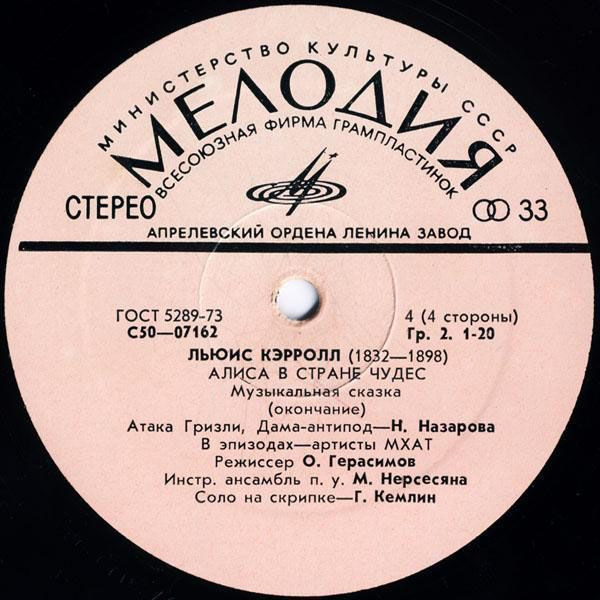 МИНИСТЕРСТВО КУЛЬТУРЫ СССР
МЕЛОДИЯ
ВСЕСОЮЗНАЯ ФИРМА ГРАМПЛАСТИНОК
СТЕРЕО 33
АПРЕЛЕВСКИЙ ОРДЕНА ЛЕНИНА ЗАВОД
ГОСТ 5289-73 4 (4 стороны)
С50—07162 Гр. 2. 1-20
ЛЬЮИС КЭРРОЛЛ (1832—1898)
АЛИСА В СТРАНЕ ЧУДЕС
Музыкальная сказка
(окончание)
Атака Гризли, Дама-антипод—Н. Назарова
В эпизодах—артисты МХАТ
Режиссер О. Герасимов
Инстр. ансамбль п. у. М. Нерсесяна
Соло на скрипке—Г. Кемлин